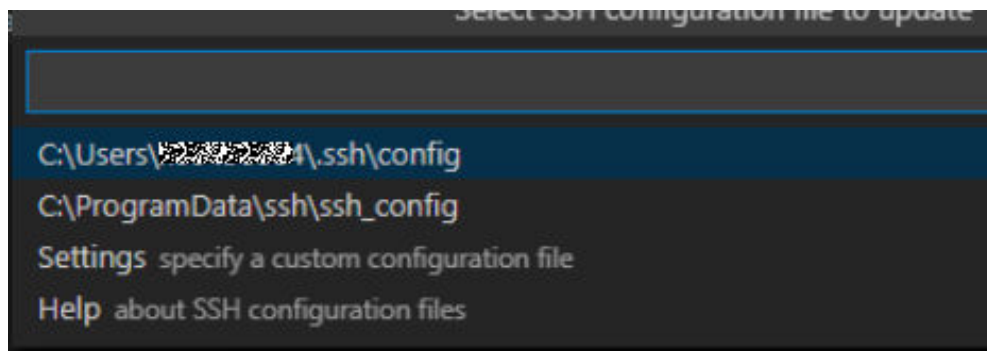 Select SSH configuration file to update
C:\Users\4\.ssh\config
C:\ProgramData\ssh\ssh_config
Settings specify a custom configuration file
Help about SSH configuration files